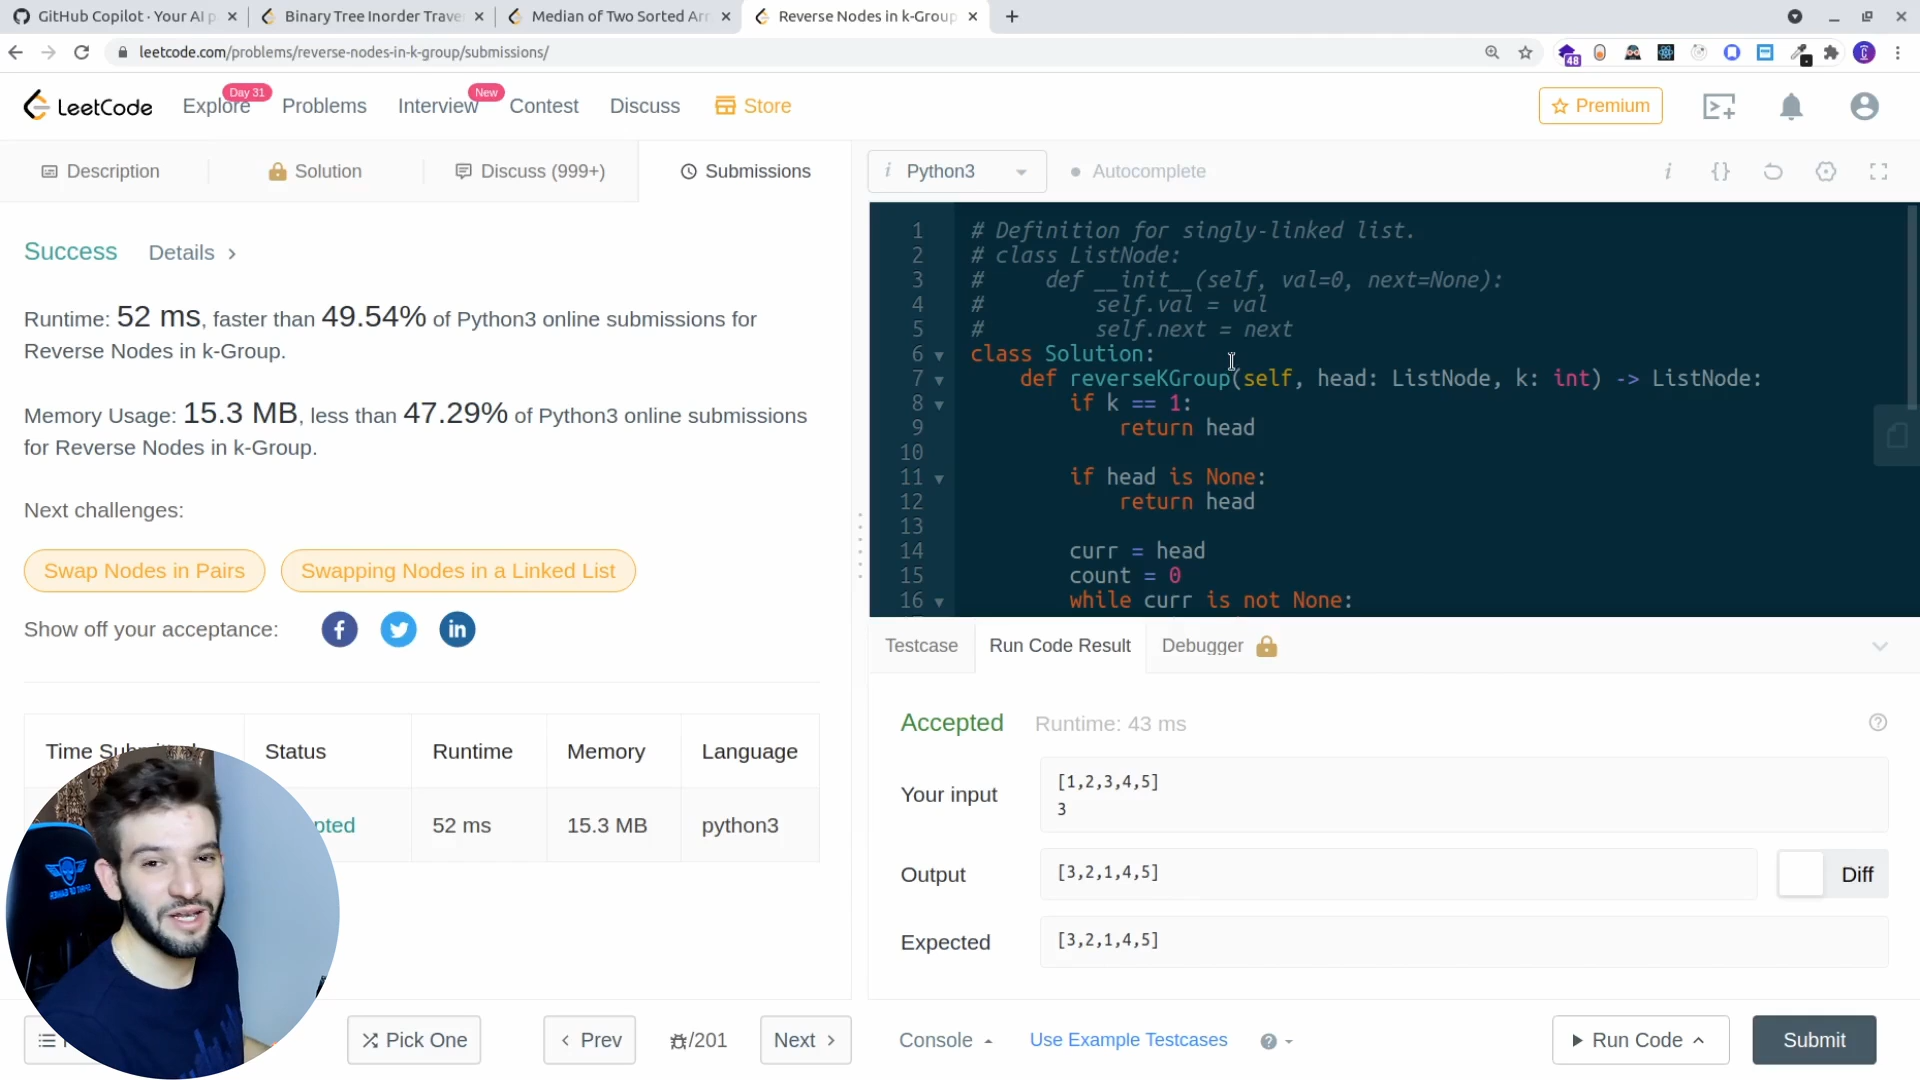 GitHub Copilot · Your AI p
Binary Tree Inorder Trave
Median of Two Sorted Arr
Reverse Nodes in k-Group
leetcode.com/problems/reverse-nodes-in-k-group/submissions/
48
LeetCode
Explore
Day 31
Problems
Interview
New
Contest
Discuss
Store
Premium
Description
Solution
Discuss (999+)
Submissions
Python3
Autocomplete
Success
Details
Runtime: 52 ms, faster than 49.54% of Python3 online submissions for
Reverse Nodes in k-Group.
Memory Usage: 15.3 MB, less than 47.29% of Python3 online submissions
for Reverse Nodes in k-Group.
Next challenges:
Swap Nodes in Pairs
Swapping Nodes in a Linked List
Show off your acceptance:
Status
Runtime
Memory
Language
pted
52 ms
15.3 MB
python3
Pick One
Prev
/201
Next
1 # Definition for singly-linked list.
2 # class ListNode:
3 #     def __init__(self, val=0, next=None):
4 #         self.val = val
5 #         self.next = next
6 class Solution:
7     def reverseKGroup(self, head: ListNode, k: int) -> ListNode:
8         if k == 1:
9             return head
10
11         if head is None:
12             return head
13
14         curr = head
15         count = 0
16         while curr is not None:
Testcase
Run Code Result
Debugger
Accepted
Runtime: 43 ms
Your input
[1,2,3,4,5]
3
Output
[3,2,1,4,5]
Diff
Expected
[3,2,1,4,5]
Console
Use Example Testcases
Run Code
Submit